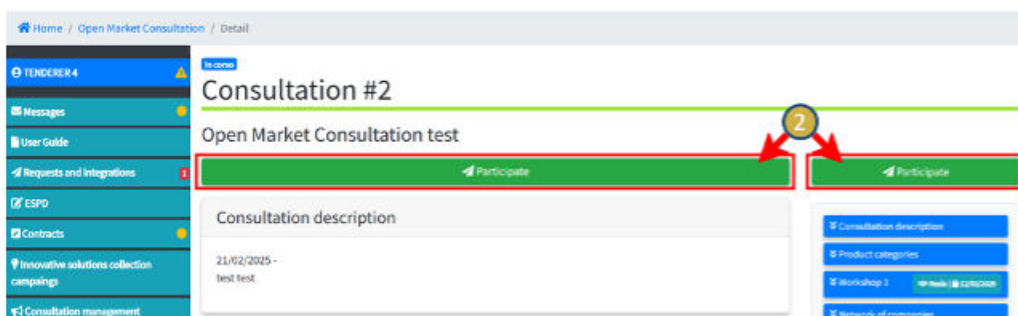 Home / Open Market Consultation / Detail
TENDERER 4
Messages
User Guide
Requests and integrations 1
ESPD
Contracts
Innovative solutions collection
campaings
Consultation management
In corso
Consultation #2
Open Market Consultation test
2
Participate
Participate
Consultation description
21/02/2025 -
test test
Consultation description
Product categories
Workshop 1
Network of companies